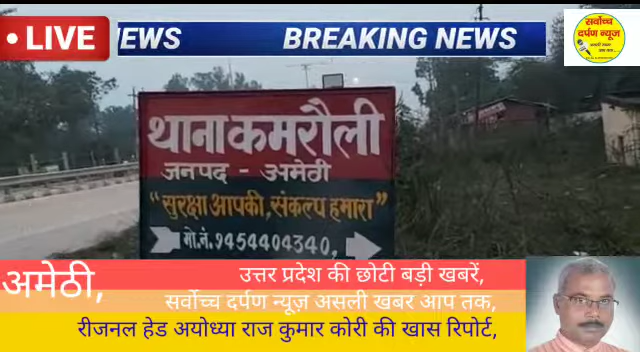 LIVE
EWS
BREAKING NEWS
सर्वोच्च
दर्पण न्यूज़
थाना कमरौली
जनपद - अमेठी
"सुरक्षा आपकी, संकल्प हमारा"
मो.नं.9454404340,
अमेठी,
उत्तर प्रदेश की छोटी बड़ी खबरें,
सर्वोच्च दर्पण न्यूज़ असली खबर आप तक,
रीजनल हेड अयोध्या राज कुमार कोरी की खास रिपोर्ट,